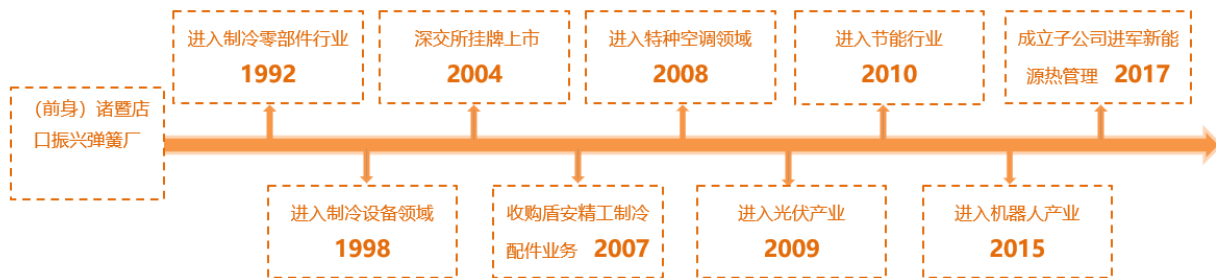 （前身）诸暨店
口振兴弹簧厂
进入制冷零部件行业
1992
进入制冷设备领域
1998
深交所挂牌上市
2004
收购盾安精工制冷
配件业务 2007
进入特种空调领域
2008
进入光伏产业
2009
进入节能行业
2010
进入机器人产业
2015
成立子公司进军新能
源热管理 2017